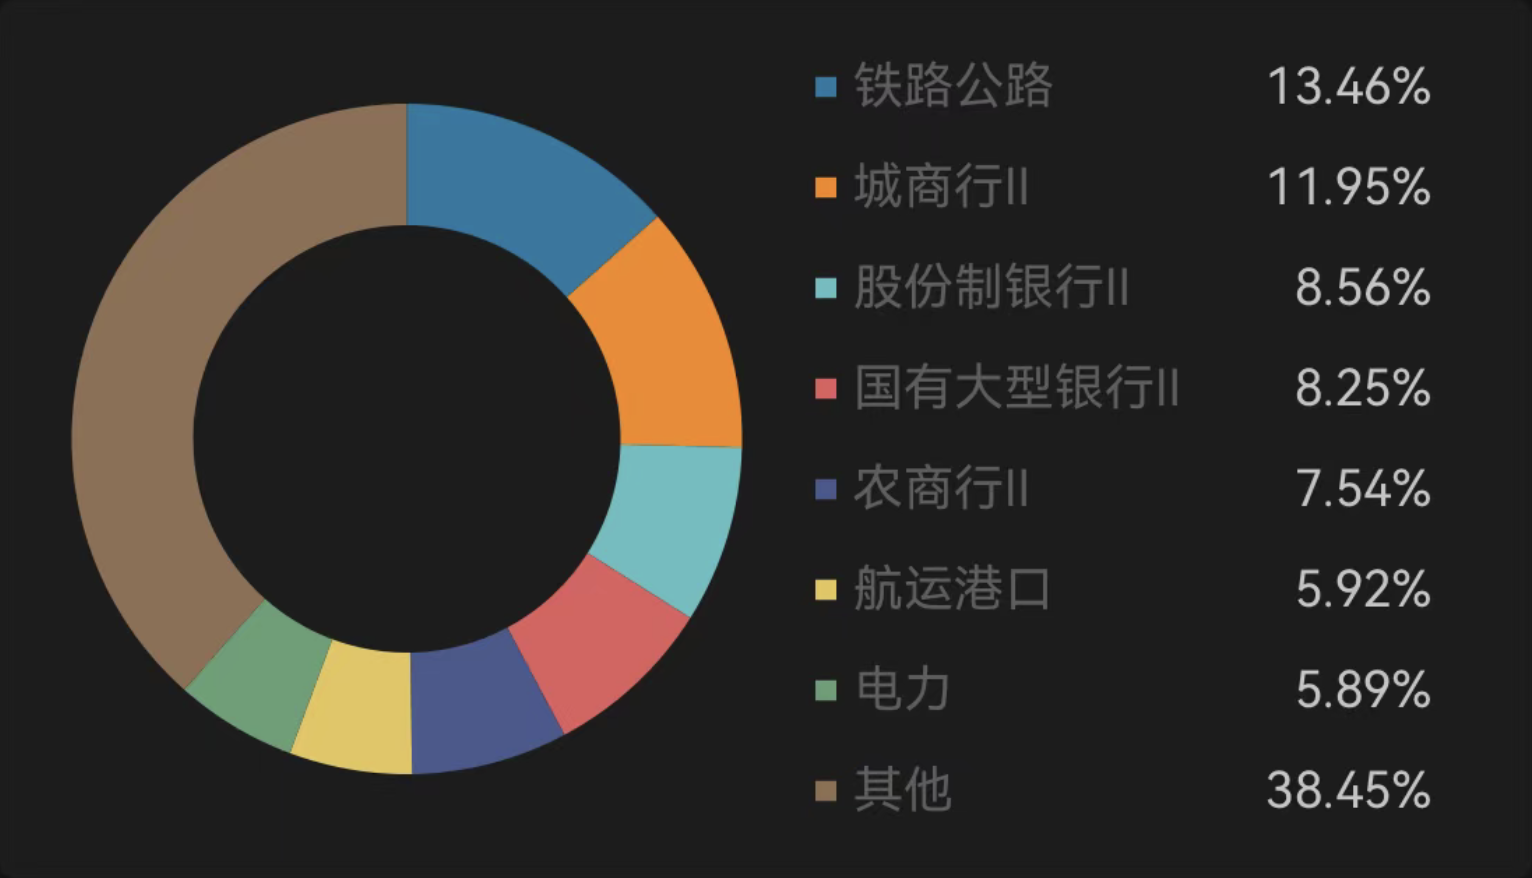 铁路公路 13.46%
城商行II 11.95%
股份制银行II 8.56%
国有大型银行II 8.25%
农商行II 7.54%
航运港口 5.92%
电力 5.89%
其他 38.45%